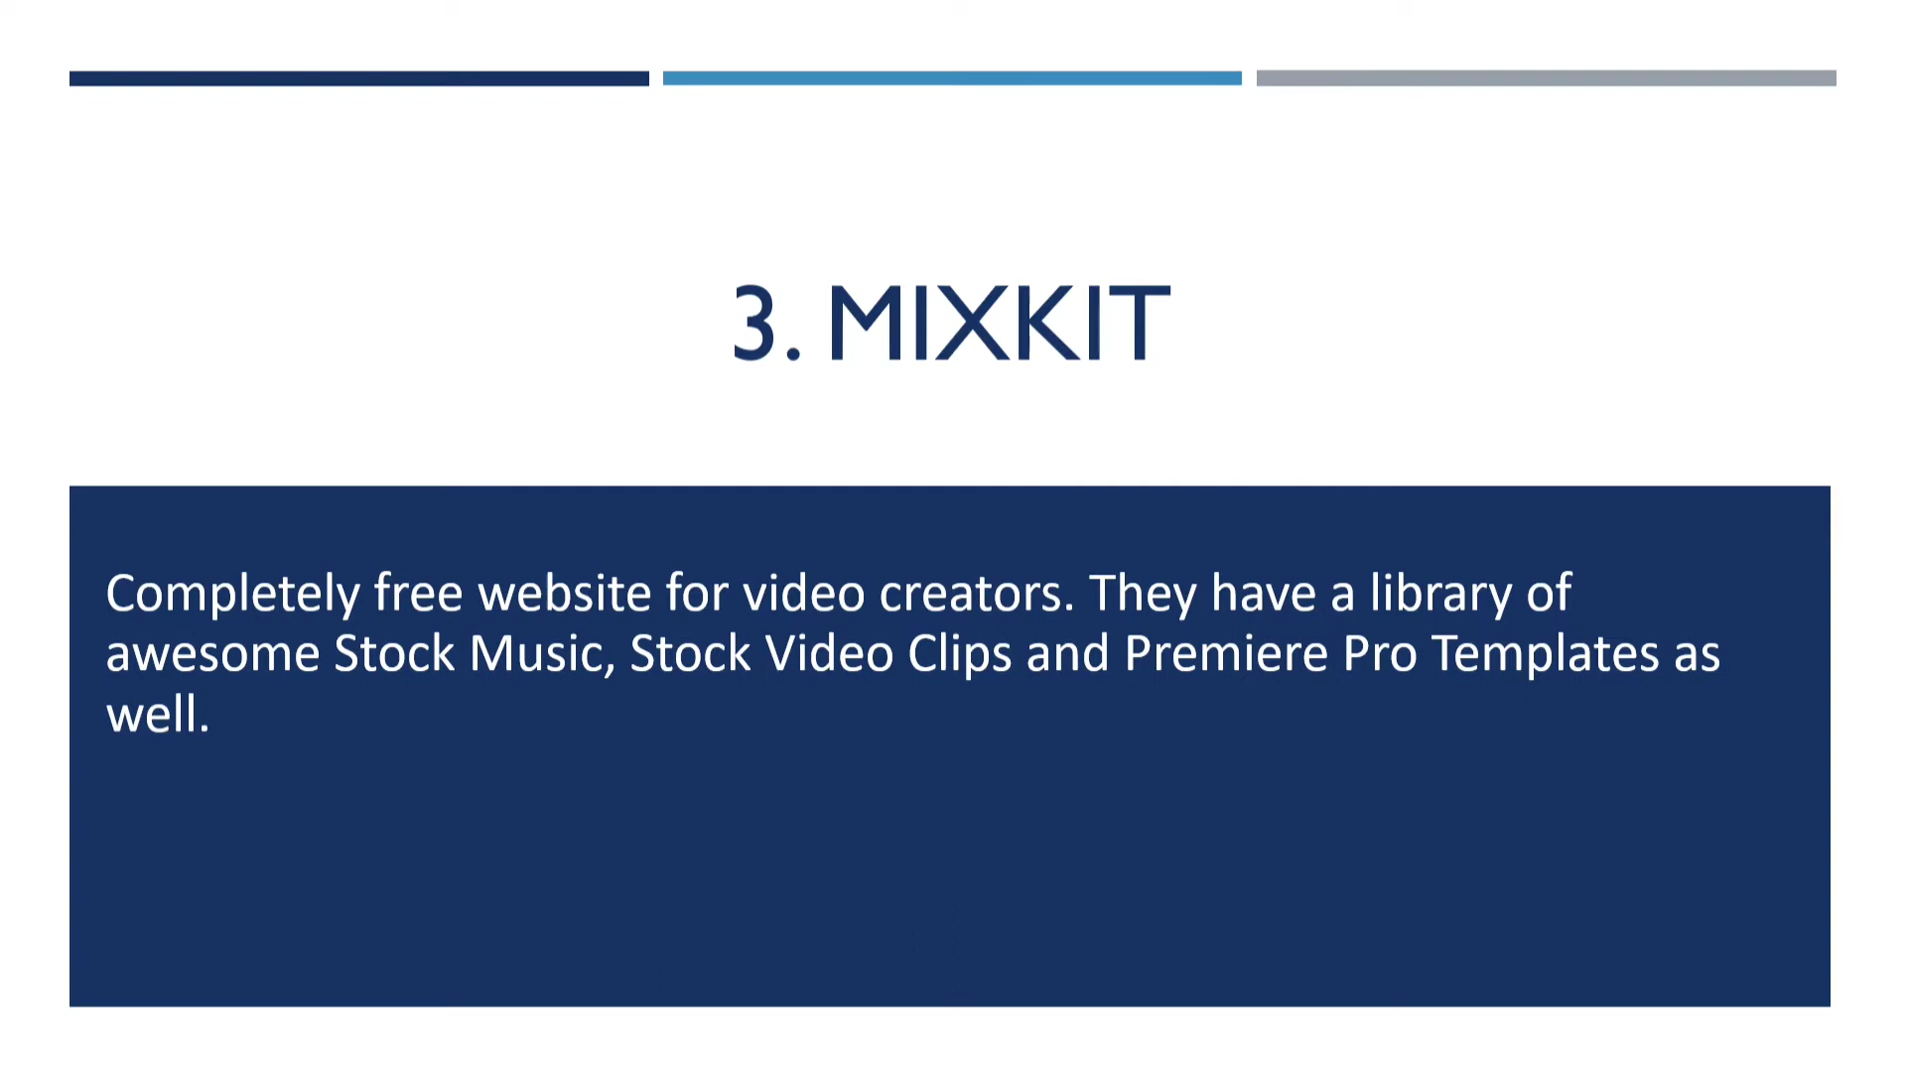 3. MIXKIT
Completely free website for video creators. They have a library of
awesome Stock Music, Stock Video Clips and Premiere Pro Templates as
well.